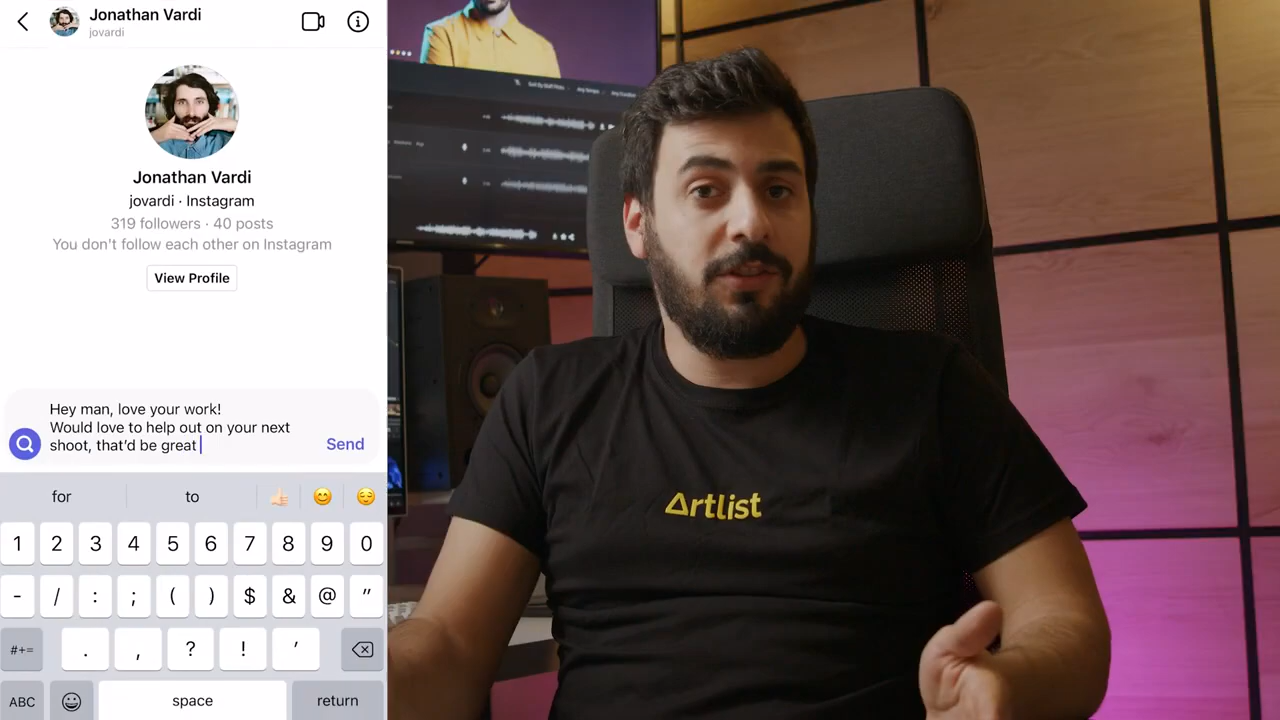 Jonathan Vardi
jovardi
Jonathan Vardi
jovardi · Instagram
319 followers · 40 posts
You don't follow each other on Instagram
View Profile
Hey man, love your work!
Would love to help out on your next
shoot, that'd be great
Send
for to
1 2 3 4 5 6 7 8 9 0
- / : ; ( ) $ & @ "
#+= . , ? ! '
ABC space return
Artlist